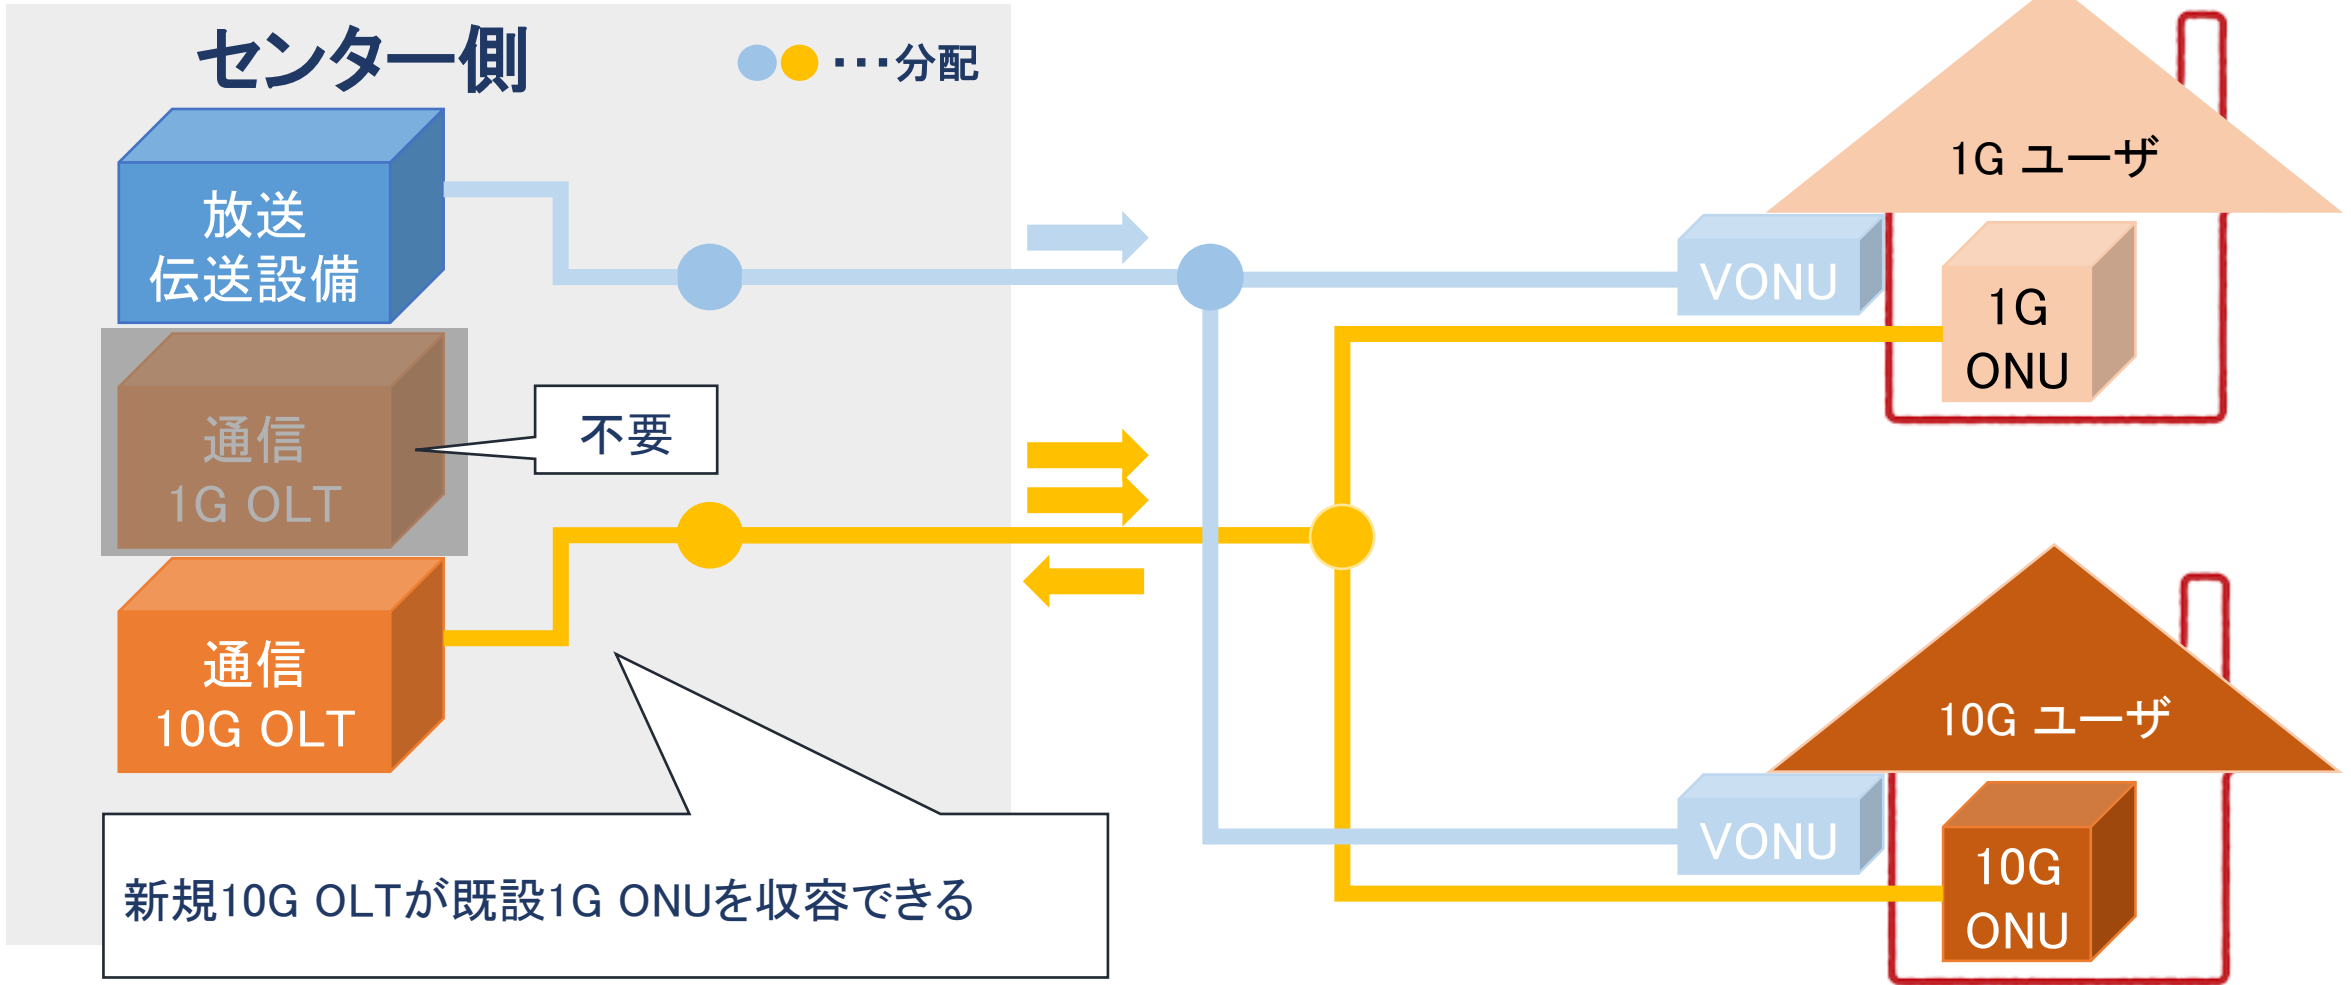 センター側
・・・分配
放送
伝送設備
通信
1G OLT
不要
通信
10G OLT
新規10G OLTが既設1G ONUを収容できる
1G ユーザ
VONU
1G
ONU
10G ユーザ
VONU
10G
ONU